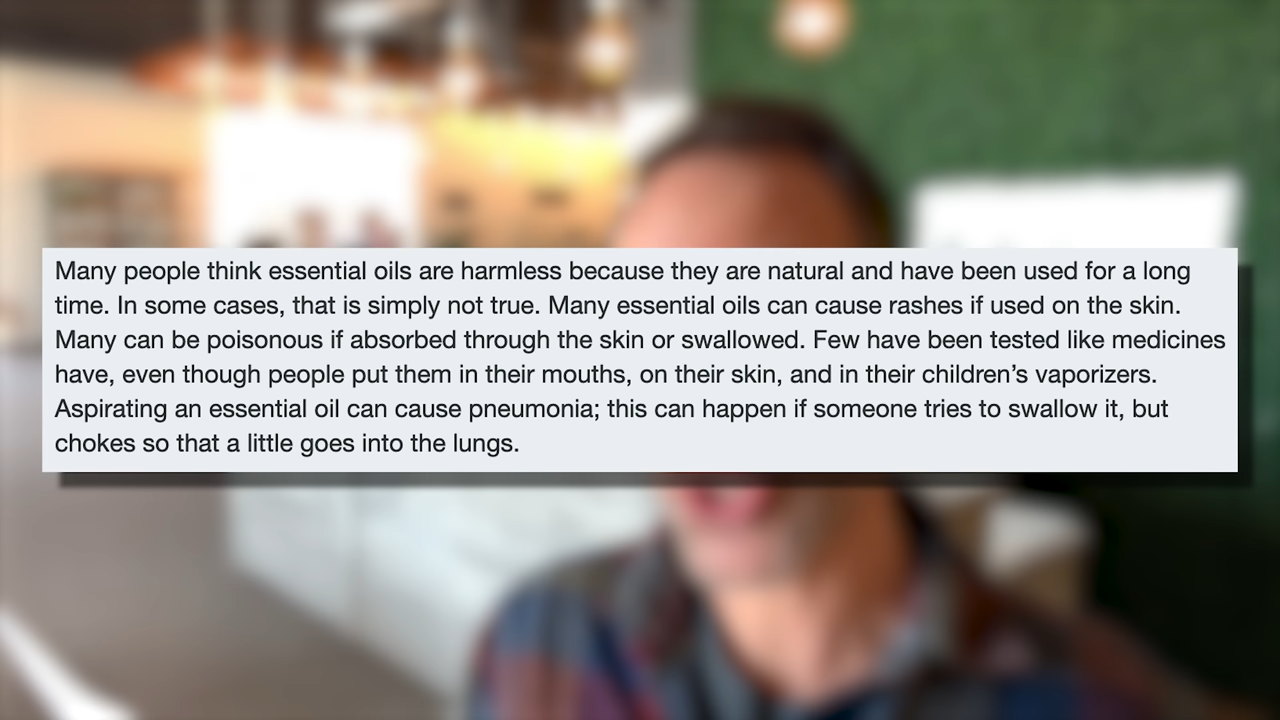 Many people think essential oils are harmless because they are natural and have been used for a long
time. In some cases, that is simply not true. Many essential oils can cause rashes if used on the skin.
Many can be poisonous if absorbed through the skin or swallowed. Few have been tested like medicines
have, even though people put them in their mouths, on their skin, and in their children’s vaporizers.
Aspirating an essential oil can cause pneumonia; this can happen if someone tries to swallow it, but
chokes so that a little goes into the lungs.